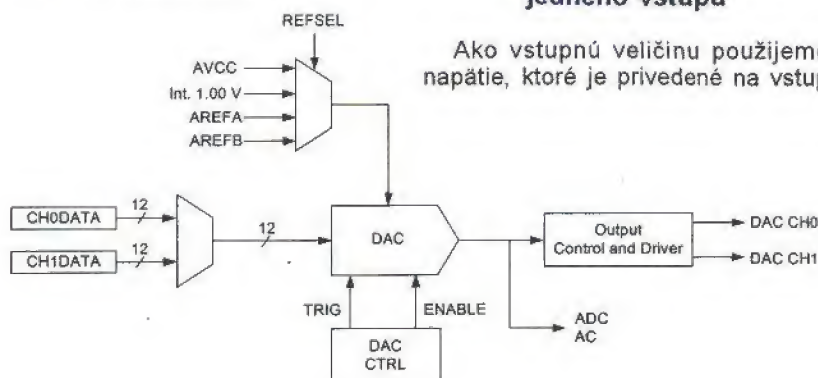 jedného vstupu
REFSEL
Ako vstupnú veličinu použijeme
napätie, ktoré je privedené na vstup
AVCC
Int. 1.00 V
AREFA
AREFB
CH0DATA
12
CH1DATA
12
12
DAC
Output
Control and Driver
DAC CH0
DAC CH1
TRIG
ENABLE
DAC
CTRL
ADC
AC